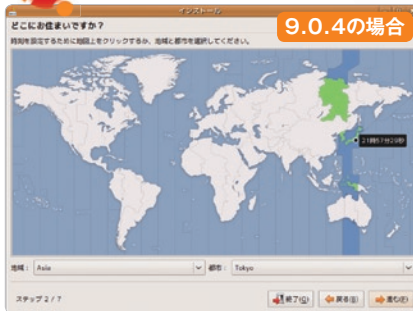 インストール
9.0.4の場合
どこにお住まいですか？
時刻を設定するために地図上をクリックするか、地域と都市を選択してください。
21時57分29秒
地域： Asia
都市： Tokyo
ステップ 2 / 7
終了(Q)
戻る(B)
進む(F)